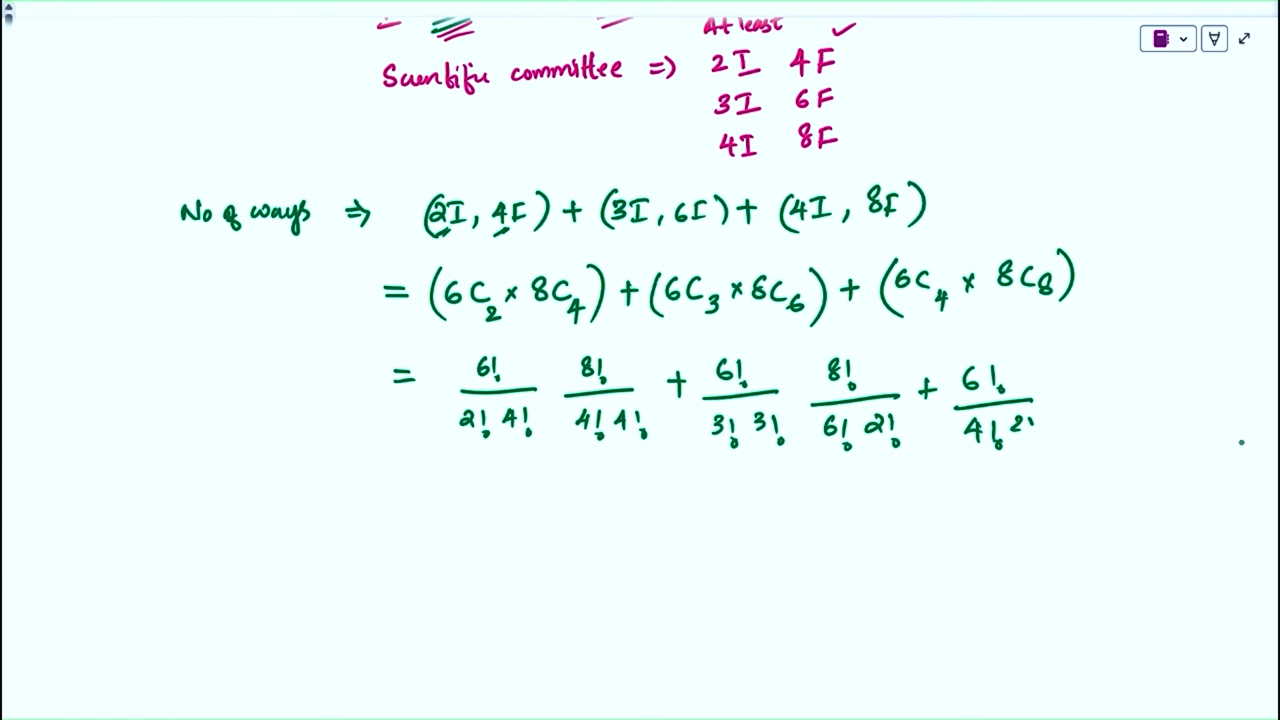 At least
Scientific committee => 2I 4F
3I 6F
4I 8F
No of ways => (2I, 4F) + (3I, 6F) + (4I, 8F)
= (6C₂ × 8C₄) + (6C₃ × 8C₆) + (6C₄ × 8C₈)
= 6!/2! 4! 8!/4! 4! + 6!/3! 3! 8!/6! 2! + 6!/4! 2!